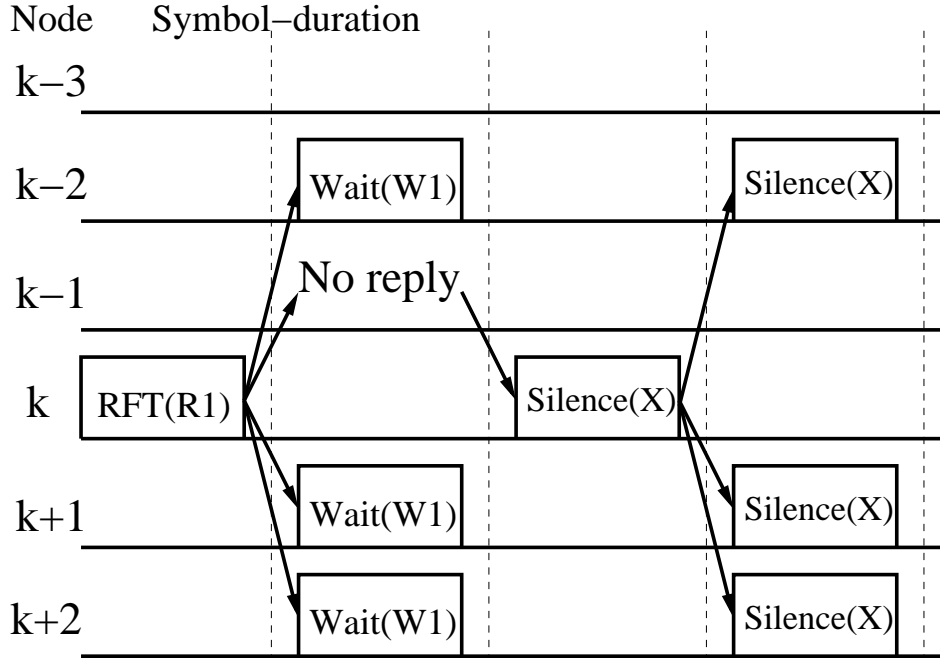 Node Symbol−duration
k−3
k−2 Wait(W1) Silence(X)
k−1 No reply
k RFT(R1) Silence(X)
k+1 Wait(W1) Silence(X)
k+2 Wait(W1) Silence(X)